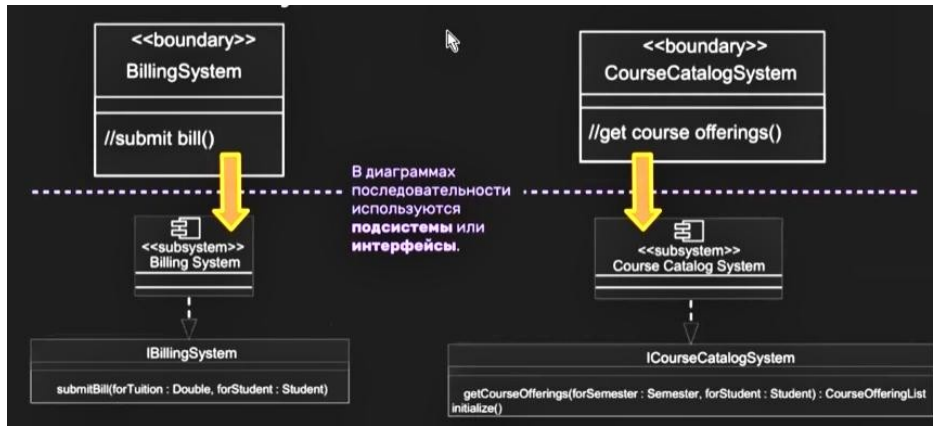 <<boundary>>
BillingSystem
//submit bill()
<<boundary>>
CourseCatalogSystem
//get course offerings()
В диаграммах
последовательности
используются
подсистемы или
интерфейсы.
<<subsystem>>
Billing System
<<subsystem>>
Course Catalog System
IBillingSystem
submitBill(forTuition : Double, forStudent : Student)
ICourseCatalogSystem
getCourseOfferings(forSemester : Semester, forStudent : Student) : CourseOfferingList
initialize()